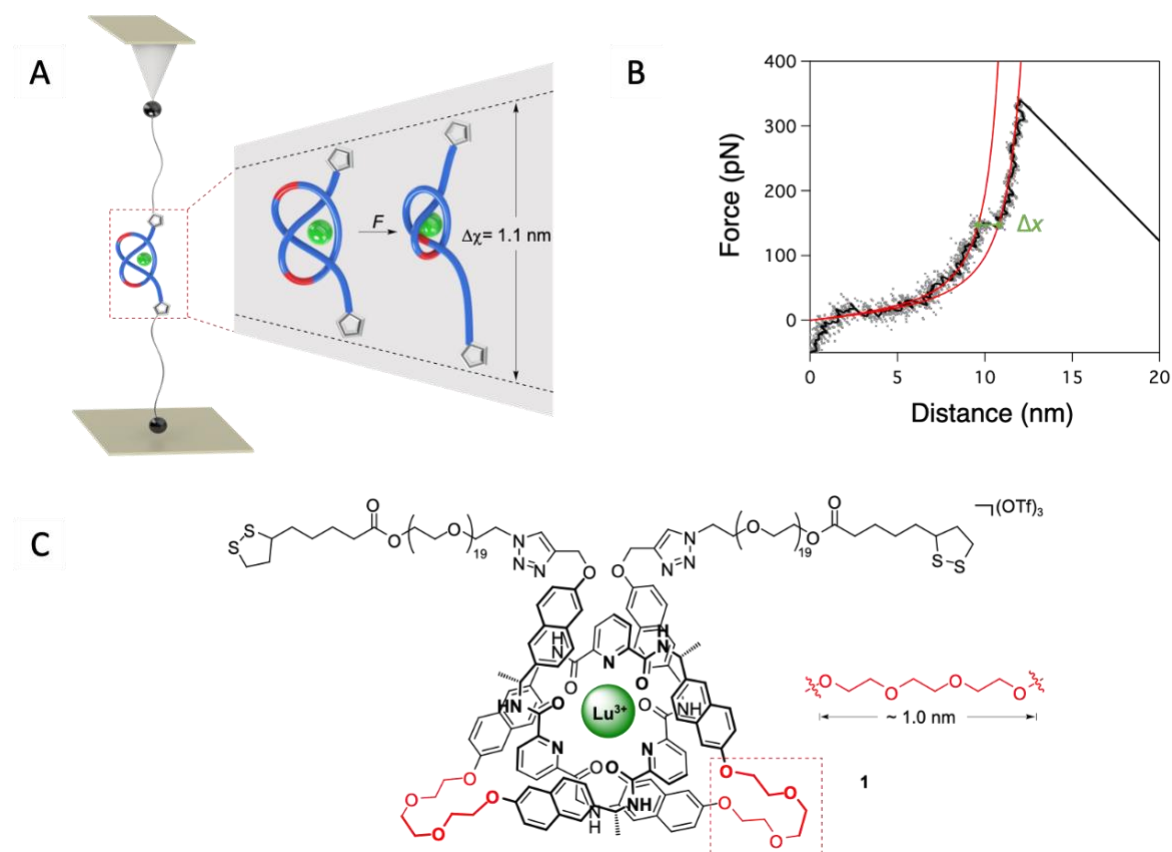 A
F
Δχ= 1.1 nm
B
400
300
200
100
0
Force (pN)
Δx
0
5
10
15
20
Distance (nm)
C
S
S
O
O
O
19
N
N=N
O
O
N
N=N
O
19
O
O
S
S
(OTf)3
H
N
O
N
O
H
N
HN
O
Lu3+
O
NH
N
O
N
O
O
O
O
O
O
O
N
H
NH
O
O
O
O
O
O
O
O
~ 1.0 nm
1